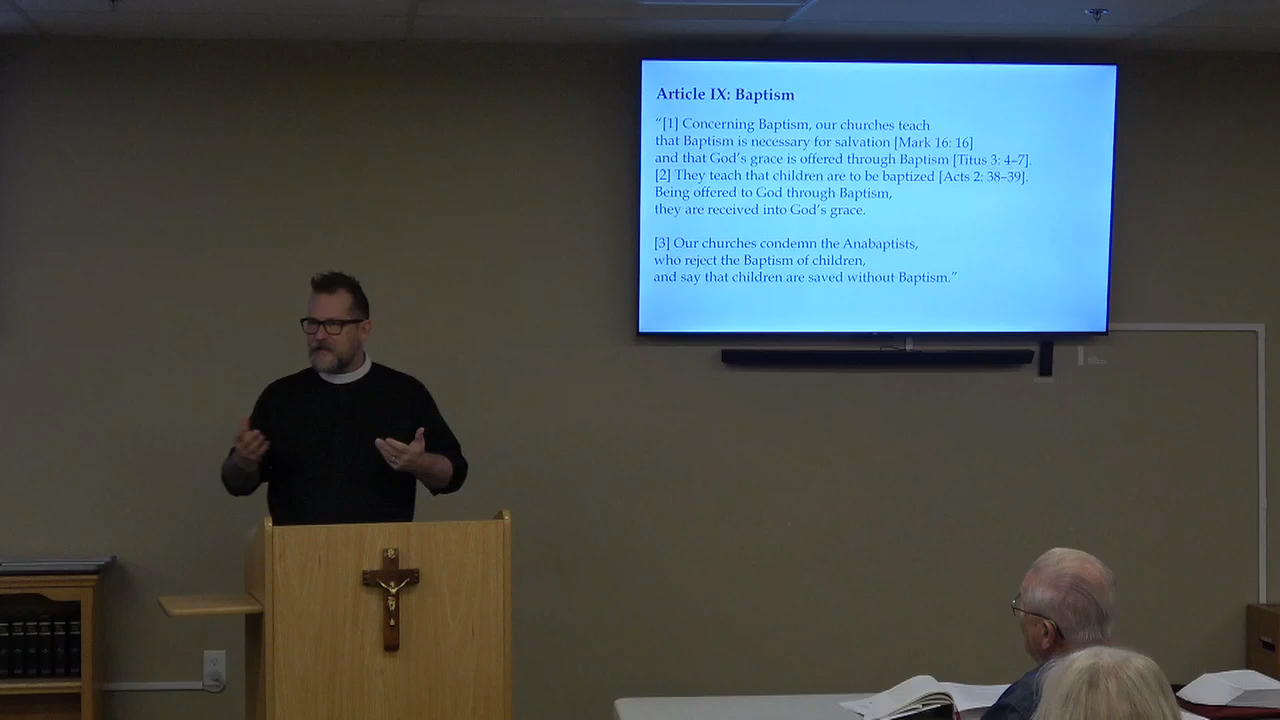 Article IX: Baptism
“[1] Concerning Baptism, our churches teach
that Baptism is necessary for salvation [Mark 16: 16]
and that God’s grace is offered through Baptism [Titus 3: 4–7].
[2] They teach that children are to be baptized [Acts 2: 38–39].
Being offered to God through Baptism,
they are received into God’s grace.
[3] Our churches condemn the Anabaptists,
who reject the Baptism of children,
and say that children are saved without Baptism.”